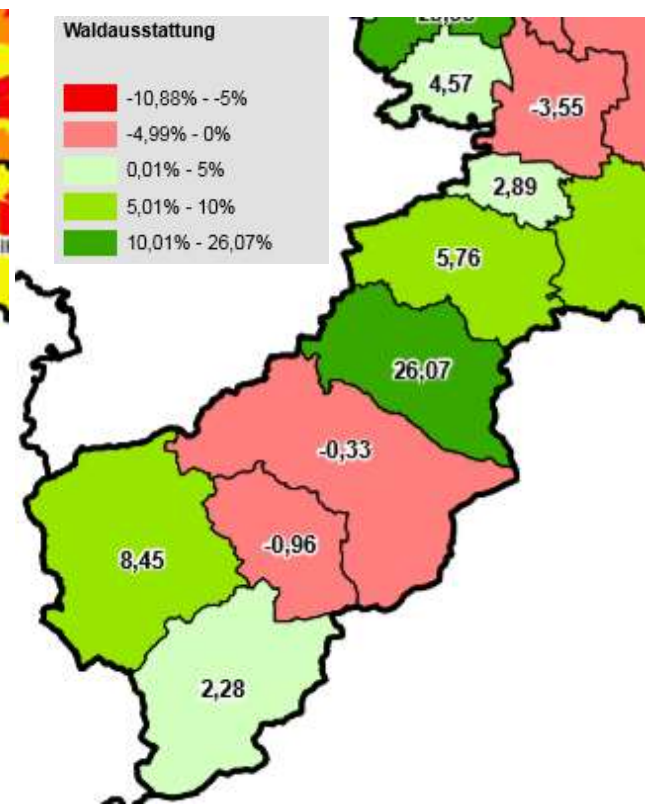 Waldausstattung
-10,88% - -5%
-4,99% - 0%
0,01% - 5%
5,01% - 10%
10,01% - 26,07%
4,57
-3,55
2,89
5,76
26,07
-0,33
-0,96
8,45
2,28